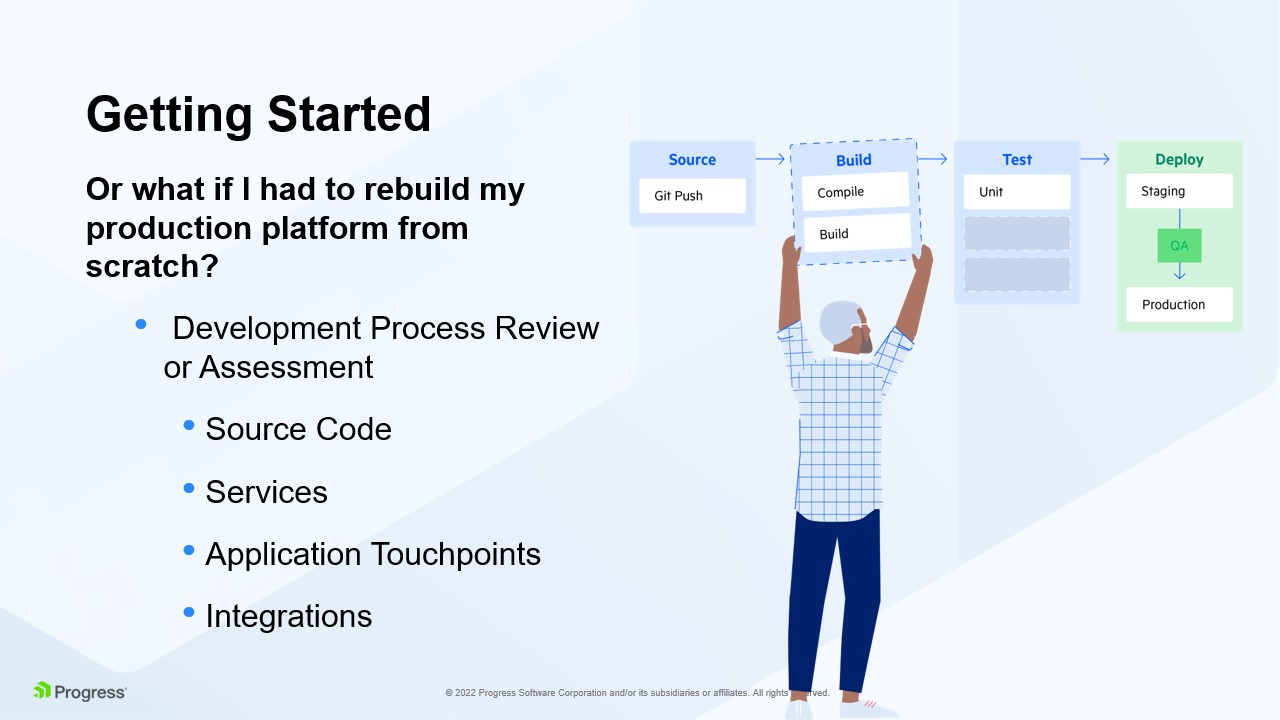 Getting Started
Or what if I had to rebuild my
production platform from
scratch?
• Development Process Review
or Assessment
• Source Code
• Services
• Application Touchpoints
• Integrations
Source
Git Push
Build
Compile
Build
Test
Unit
Deploy
Staging
QA
Production
Progress
© 2022 Progress Software Corporation and/or its subsidiaries or affiliates. All rights